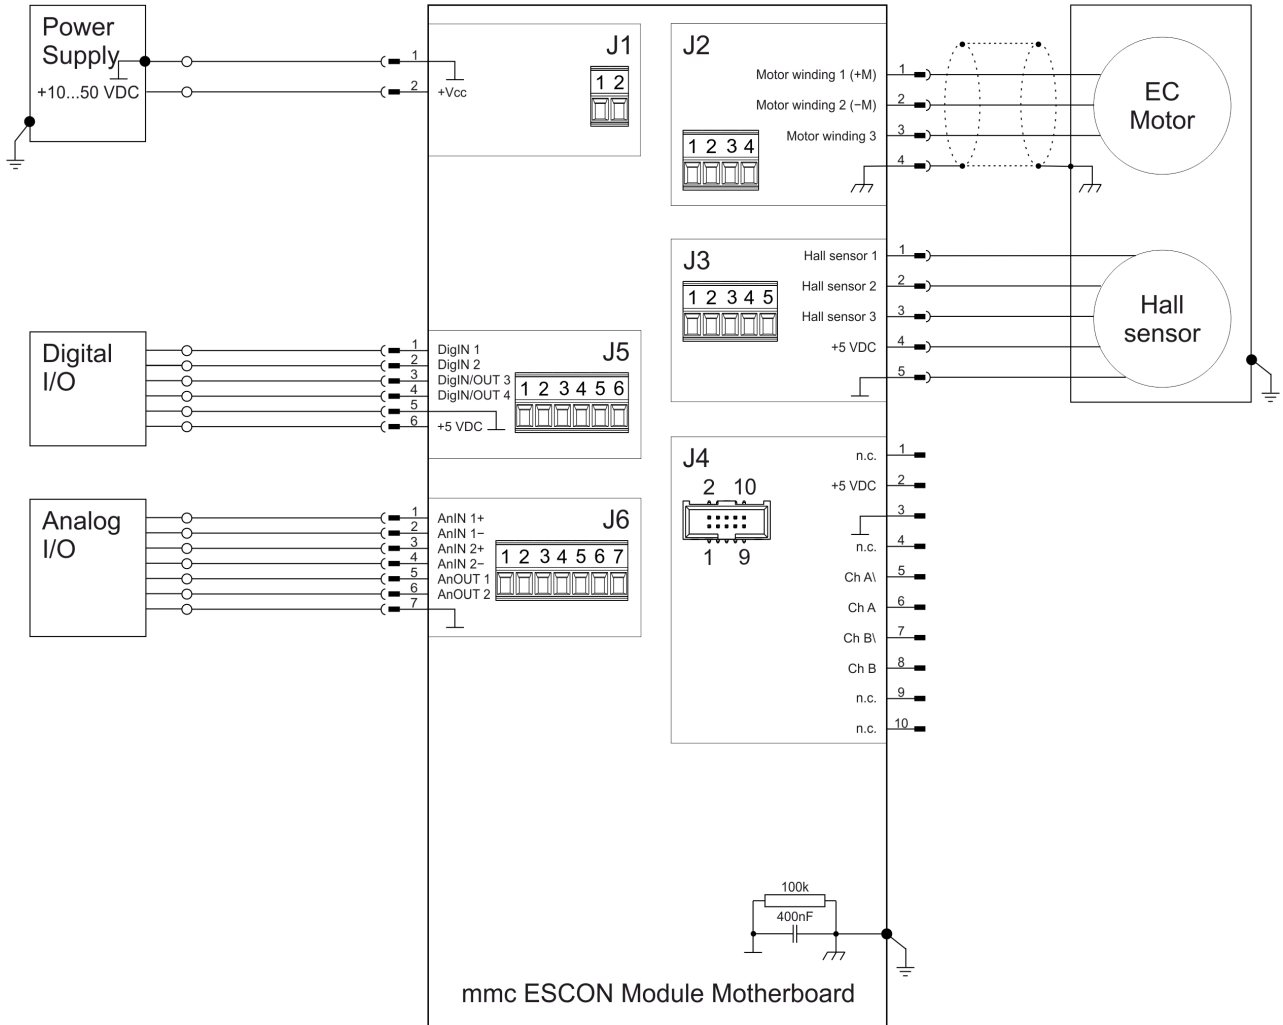 Power
Supply
+10...50 VDC
1
2
+Vcc
J1
1 2
J2
Motor winding 1 (+M)
1
Motor winding 2 (−M)
2
Motor winding 3
3
4
1 2 3 4
EC
Motor
J3
1 2 3 4 5
Hall sensor 1
1
Hall sensor 2
2
Hall sensor 3
3
+5 VDC
4
5
Hall
sensor
Digital
I/O
1
DigIN 1
2
DigIN 2
3
DigIN/OUT 3
4
DigIN/OUT 4
5
6
+5 VDC
J5
1 2 3 4 5 6
J4
2 10
1 9
n.c.
1
+5 VDC
2
3
n.c.
4
Ch A\
5
Ch A
6
Ch B\
7
Ch B
8
n.c.
9
n.c.
10
Analog
I/O
1
AnIN 1+
2
AnIN 1−
3
AnIN 2+
4
AnIN 2−
5
AnOUT 1
6
AnOUT 2
7
J6
1 2 3 4 5 6 7
100k
400nF
mmc ESCON Module Motherboard